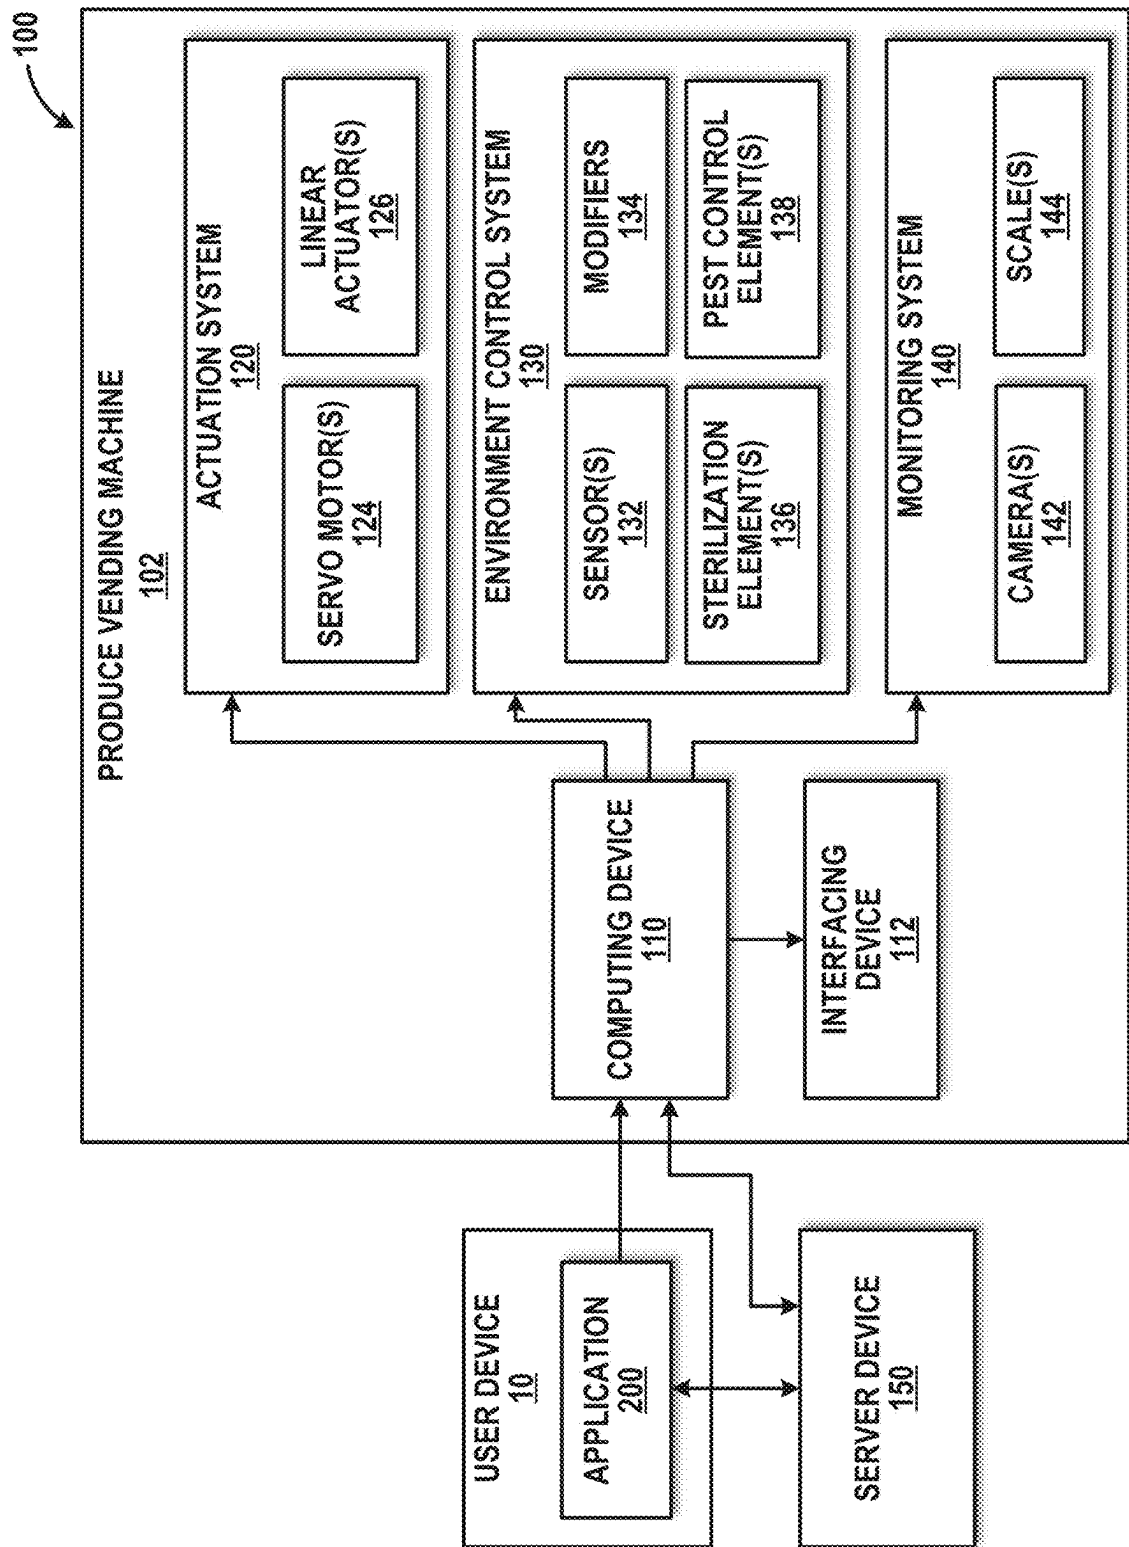 100
PRODUCE VENDING MACHINE
102
ACTUATION SYSTEM
120
SERVO MOTOR(S)
124
LINEAR
ACTUATOR(S)
126
ENVIRONMENT CONTROL SYSTEM
130
SENSOR(S)
132
MODIFIERS
134
STERILIZATION
ELEMENT(S)
136
PEST CONTROL
ELEMENT(S)
138
MONITORING SYSTEM
140
CAMERA(S)
142
SCALE(S)
144
COMPUTING DEVICE
110
INTERFACING
DEVICE
112
USER DEVICE
10
APPLICATION
200
SERVER DEVICE
150